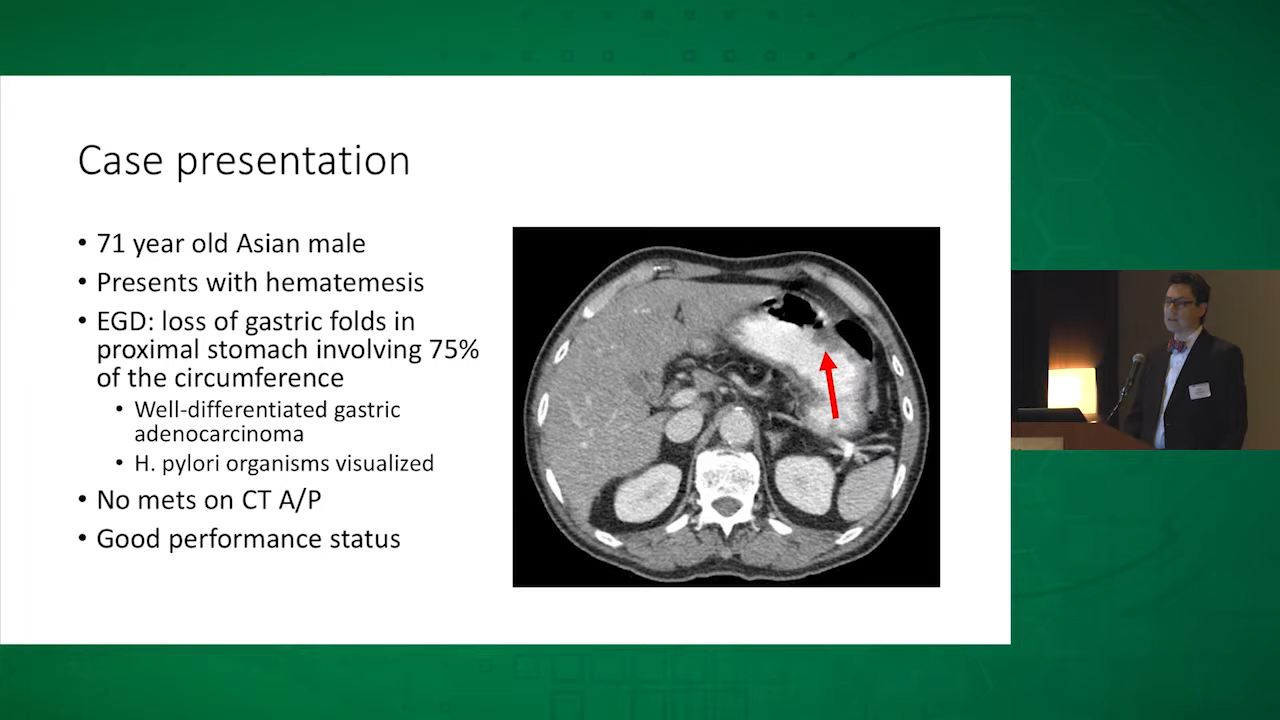 Case presentation
• 71 year old Asian male
• Presents with hematemesis
• EGD: loss of gastric folds in
proximal stomach involving 75%
of the circumference
• Well-differentiated gastric
adenocarcinoma
• H. pylori organisms visualized
• No mets on CT A/P
• Good performance status